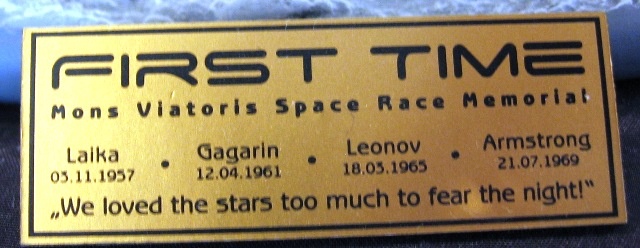 FIRST TIME
Mons Viatoris Space Race Memorial
Laika • Gagarin • Leonov • Armstrong
03.11.1957 12.04.1961 18.03.1965 21.07.1969
„We loved the stars too much to fear the night!“